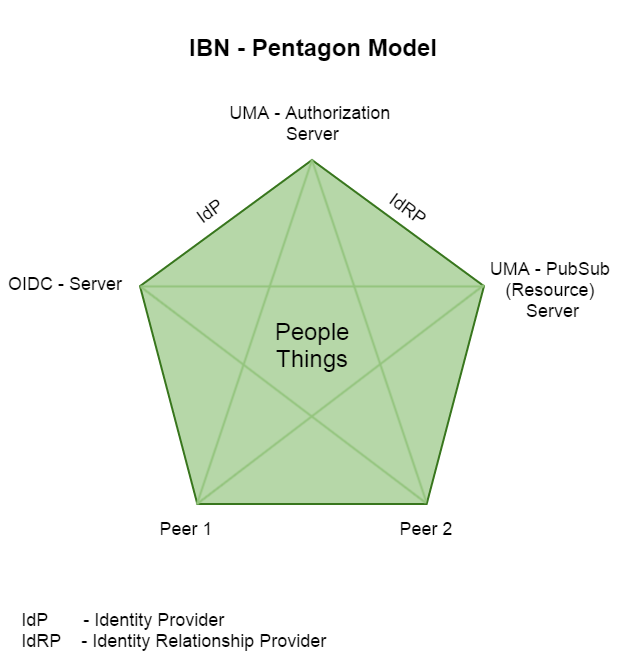 IBN - Pentagon Model
UMA - Authorization
Server
IdP
IdRP
OIDC - Server
UMA - PubSub
(Resource)
Server
People
Things
Peer 1
Peer 2
IdP - Identity Provider
IdRP - Identity Relationship Provider